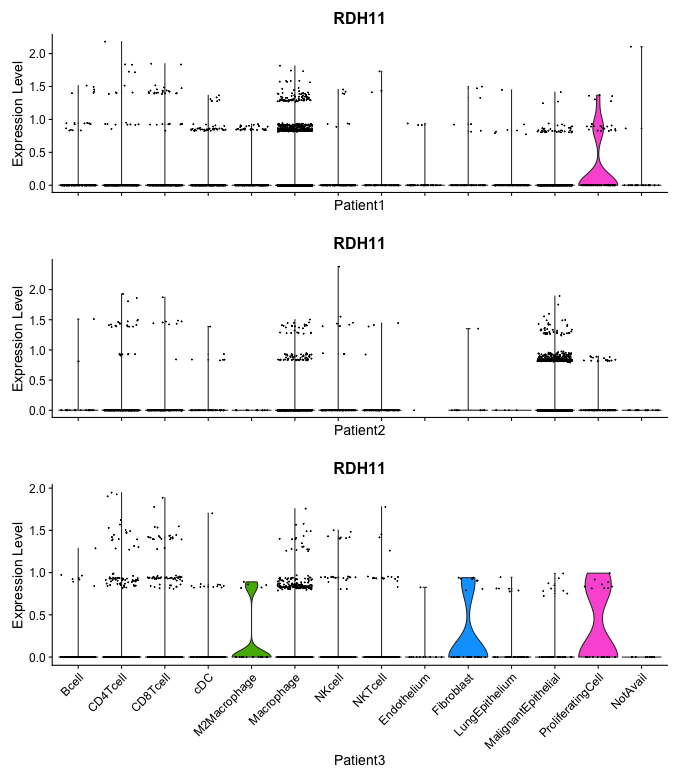 RDH11
Expression Level
2.0
1.5
1.0
0.5
0.0
Patient1
RDH11
Expression Level
2.0
1.5
1.0
0.5
0.0
Patient2
RDH11
Expression Level
2.0
1.5
1.0
0.5
0.0
Bcell
CD4Tcell
CD8Tcell
cDC
M2Macrophage
Macrophage
NKcell
NKTcell
Endothelium
Fibroblast
LungEpithelium
MalignantEpithelial
ProliferatingCell
NotAvail
Patient3